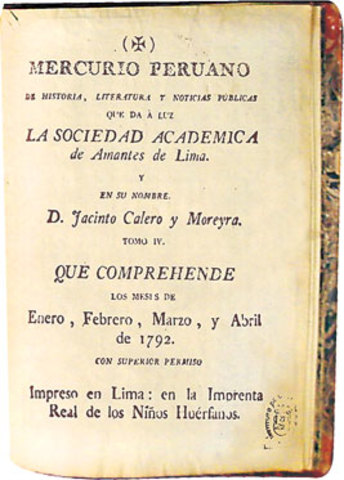 (✠)
MERCURIO PERUANO
DE HISTORIA, LITERATURA Y NOTICIAS PÚBLICAS
QUE DA À LUZ
LA SOCIEDAD ACADEMICA
de Amantes de Lima.
Y
EN SU NOMBRE.
D. Jacinto Calero y Moreyra.
TOMO IV.
QUE COMPREHENDE
LOS MESES DE
Enero, Febrero, Marzo, y Abril
de 1792.
CON SUPERIOR PERMISO
Impreso en Lima: en la Imprenta
Real de los Niños Huérfanos.